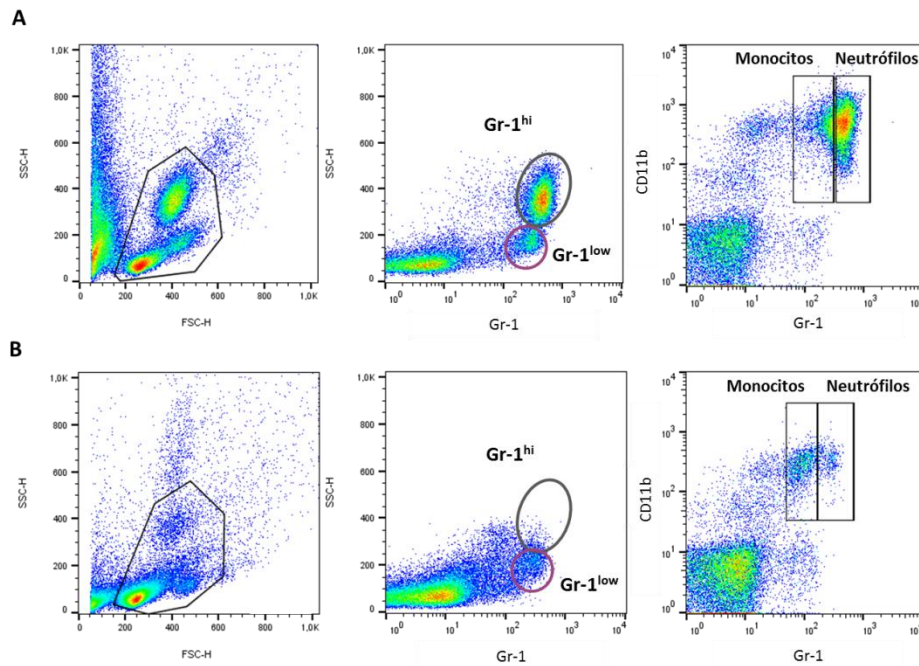 A
1,0K
800
600
400
200
0
SSC-H
0 200 400 600 800 1,0K
FSC-H
1,0K
800
600
400
200
0
SSC-H
Gr-1hi
Gr-1low
10⁰ 10¹ 10² 10³ 10⁴
Gr-1
Monocitos Neutrófilos
10⁴
10³
10²
10¹
10⁰
CD11b
10⁰ 10¹ 10² 10³
Gr-1
B
1,0K
800
600
400
200
0
SSC-H
200 400 600 800 1,0K
FSC-H
1,0K
800
600
400
200
0
SSC-H
Gr-1hi
Gr-1low
10⁰ 10¹ 10² 10³ 10⁴
Gr-1
Monocitos Neutrófilos
10⁴
10³
10²
10¹
10⁰
CD11b
10⁰ 10¹ 10² 10³
Gr-1